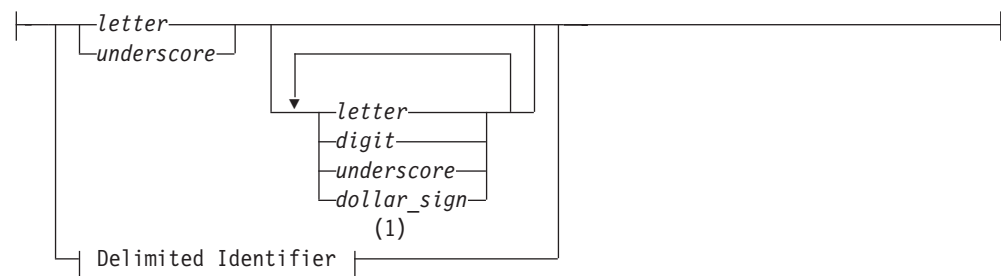 letter
underscore
letter
digit
underscore
dollar_sign
(1)
Delimited Identifier